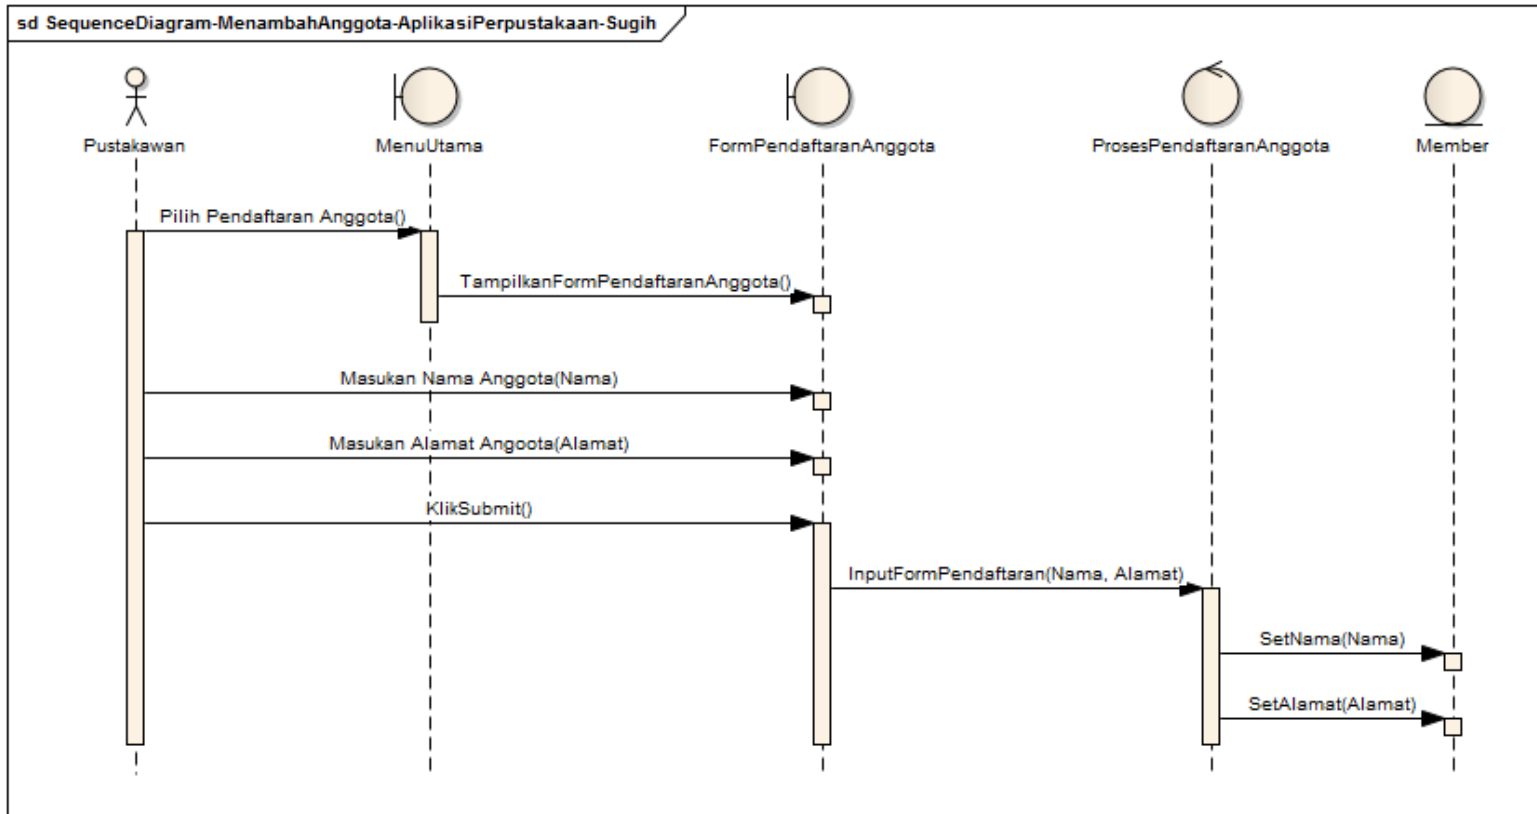 sd SequenceDiagram-MenambahAnggota-AplikasiPerpustakaan-Sugih
Pustakawan
MenuUtama
FormPendaftaranAnggota
ProsesPendaftaranAnggota
Member
Pilih Pendaftaran Anggota()
TampilkanFormPendaftaranAnggota()
Masukan Nama Anggota(Nama)
Masukan Alamat Angoota(Alamat)
KlikSubmit()
InputFormPendaftaran(Nama, Alamat)
SetNama(Nama)
SetAlamat(Alamat)